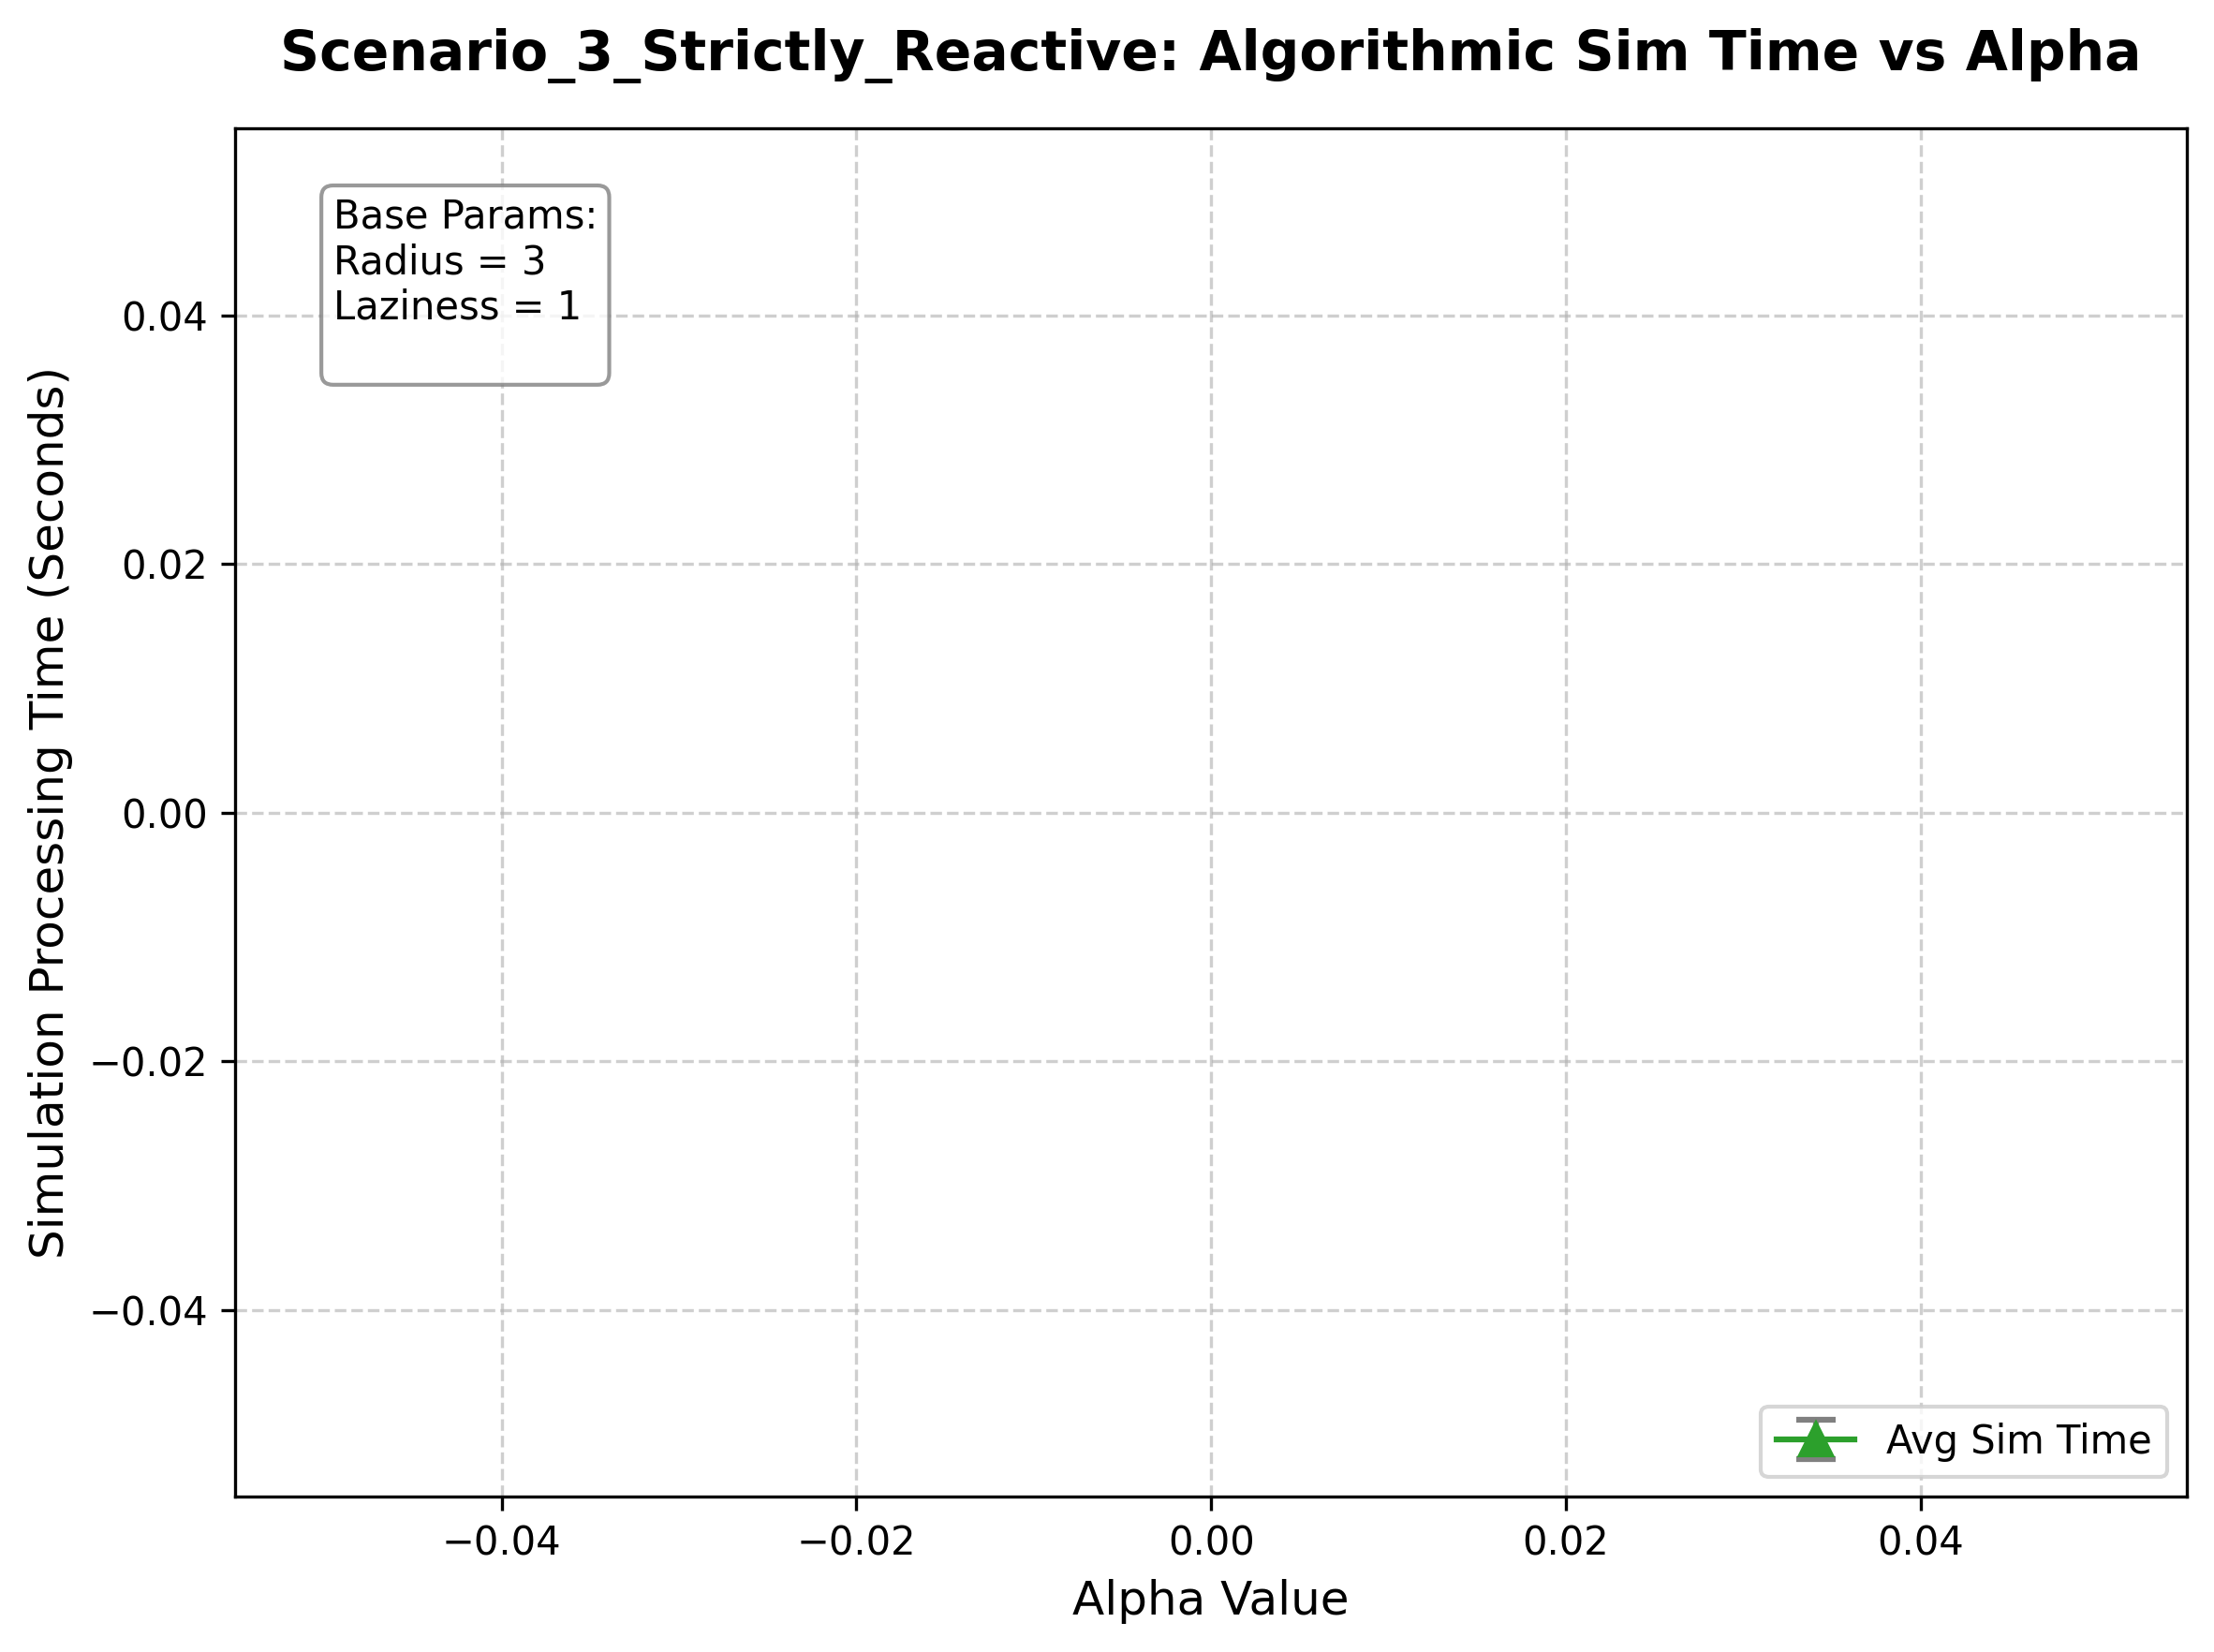 Scenario_3_Strictly_Reactive: Algorithmic Sim Time vs Alpha
Base Params:
Radius = 3
Laziness = 1
Simulation Processing Time (Seconds)
0.04
0.02
0.00
−0.02
−0.04
Avg Sim Time
−0.04 −0.02 0.00 0.02 0.04
Alpha Value